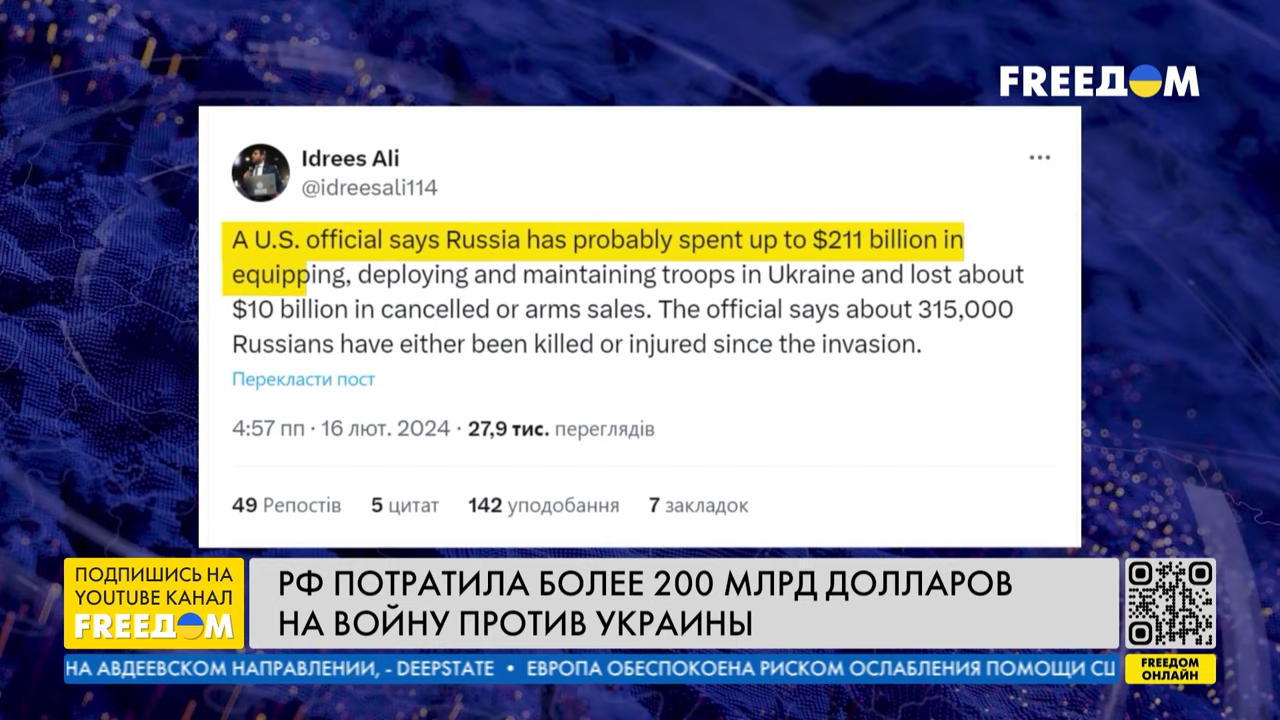 FREEДOM
Idrees Ali
@idreesali114
A U.S. official says Russia has probably spent up to $211 billion in
equipping, deploying and maintaining troops in Ukraine and lost about
$10 billion in cancelled or arms sales. The official says about 315,000
Russians have either been killed or injured since the invasion.
Перекласти пост
4:57 пп · 16 лют. 2024 · 27,9 тис. переглядів
49 Репостів 5 цитат 142 уподобання 7 закладок
ПОДПИШИСЬ НА
YOUTUBE КАНАЛ
FREEДOM
РФ ПОТРАТИЛА БОЛЕЕ 200 МЛРД ДОЛЛАРОВ
НА ВОЙНУ ПРОТИВ УКРАИНЫ
FREEДОМ
ОНЛАЙН
НА АВДЕЕВСКОМ НАПРАВЛЕНИИ, - DEEPSTATE • ЕВРОПА ОБЕСПОКОЕНА РИСКОМ ОСЛАБЛЕНИЯ ПОМОЩИ